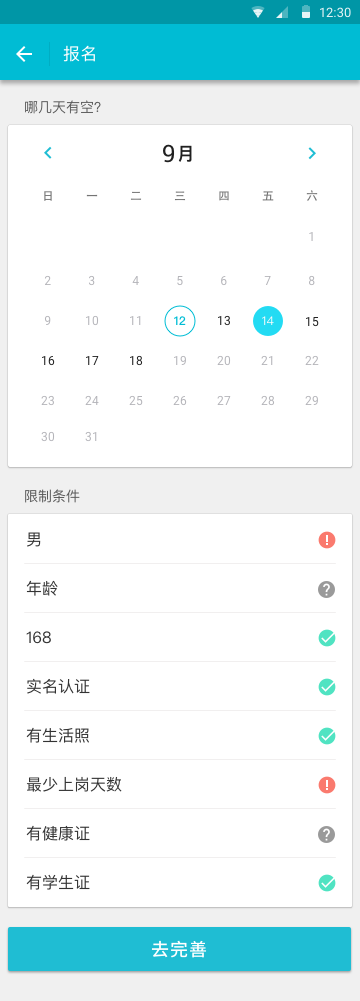 12:30
报名
哪几天有空?
9月
日 一 二 三 四 五 六
1
2 3 4 5 6 7 8
9 10 11 12 13 14 15
16 17 18 19 20 21 22
23 24 25 26 27 28 29
30 31
限制条件
男
年龄
168
实名认证
有生活照
最少上岗天数
有健康证
有学生证
去完善